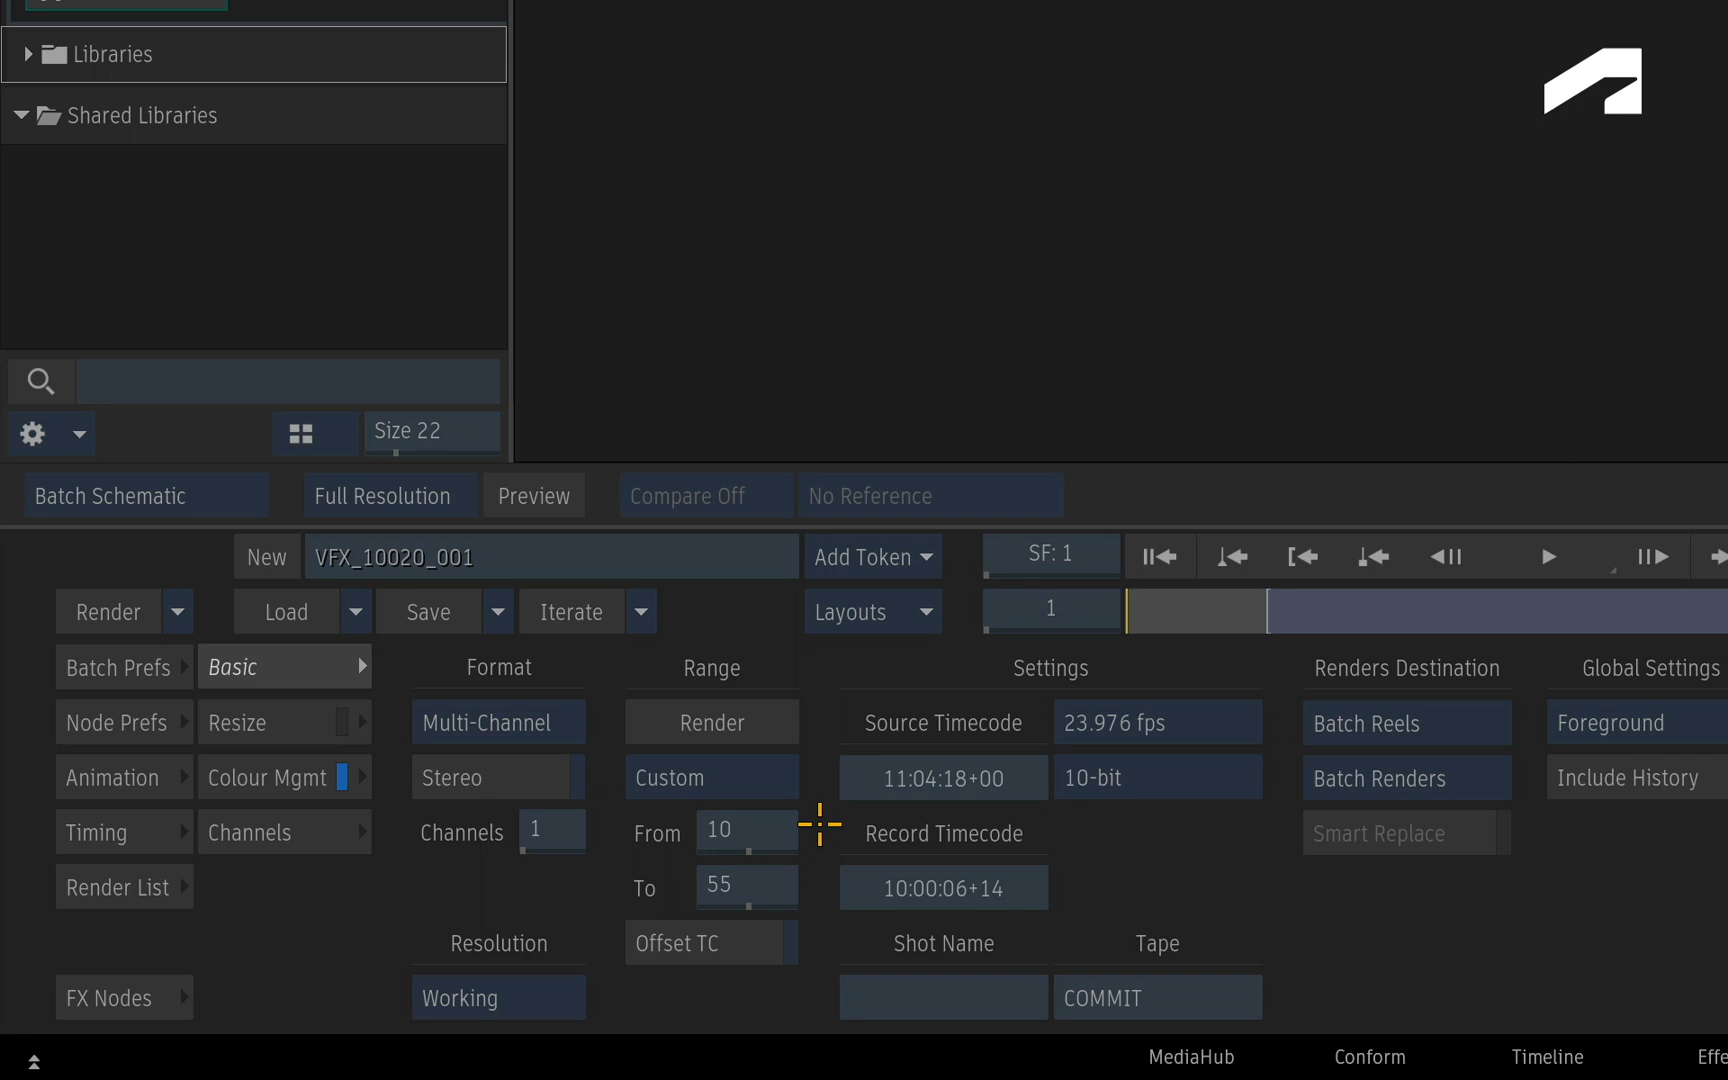 Libraries
Shared Libraries
Size 22
Batch Schematic
Full Resolution
Preview
Compare Off
No Reference
New
VFX_10020_001
Add Token
SF: 1
Render
Load
Save
Iterate
Layouts
1
Batch Prefs
Basic
Format
Range
Settings
Renders Destination
Global Settings
Node Prefs
Resize
Multi-Channel
Render
Source Timecode
23.976 fps
Batch Reels
Foreground
Animation
Colour Mgmt
Stereo
Custom
11:04:18+00
10-bit
Batch Renders
Include History
Timing
Channels
Channels
1
From
10
Record Timecode
Smart Replace
Render List
To
55
10:00:06+14
Resolution
Offset TC
Shot Name
Tape
FX Nodes
Working
COMMIT
MediaHub
Conform
Timeline
Effe